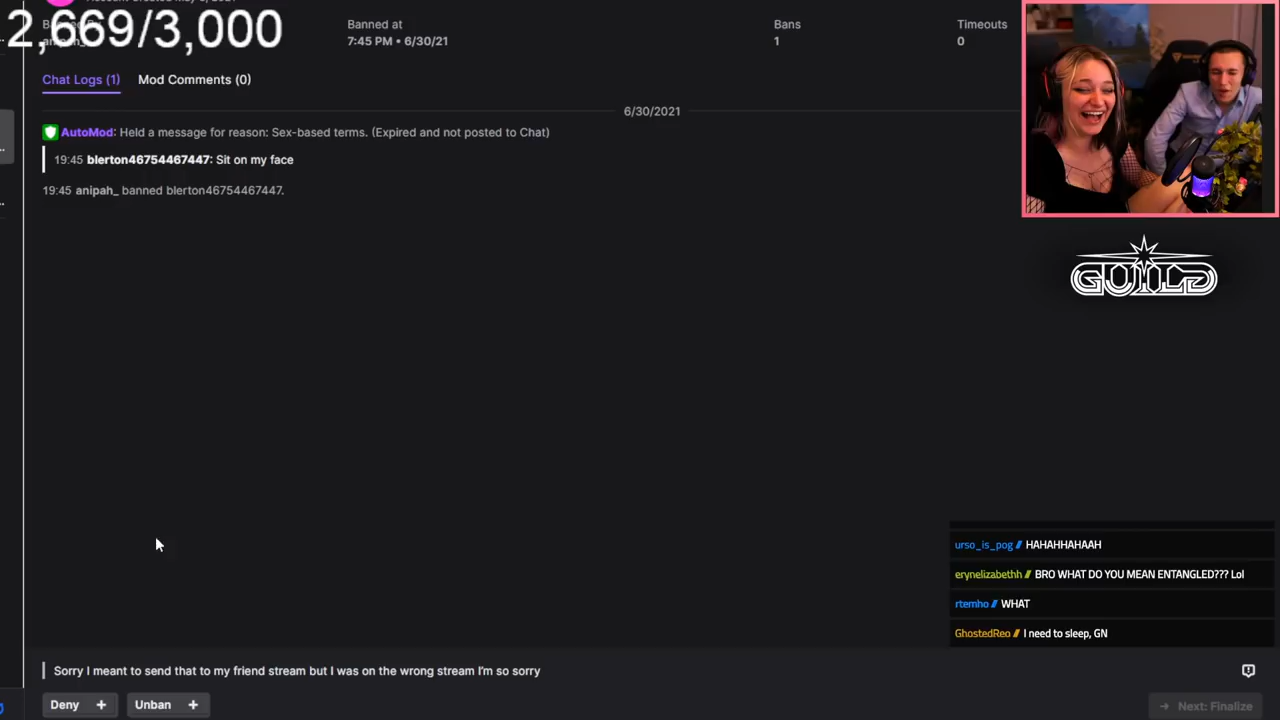 2,669/3,000
Banned at
Bans
Timeouts
7:45 PM • 6/30/21
1
0
Chat Logs (1)
Mod Comments (0)
6/30/2021
AutoMod: Held a message for reason: Sex-based terms. (Expired and not posted to Chat)
19:45 blerton46754467447: Sit on my face
19:45 anipah_ banned blerton46754467447.
GUILD
urso_is_pog // HAHAHHAHAAH
erynelizabethh // BRO WHAT DO YOU MEAN ENTANGLED??? Lol
rtemho // WHAT
GhostedReo // I need to sleep, GN
Sorry I meant to send that to my friend stream but I was on the wrong stream I'm so sorry
Deny +
Unban +
→ Next: Finalize